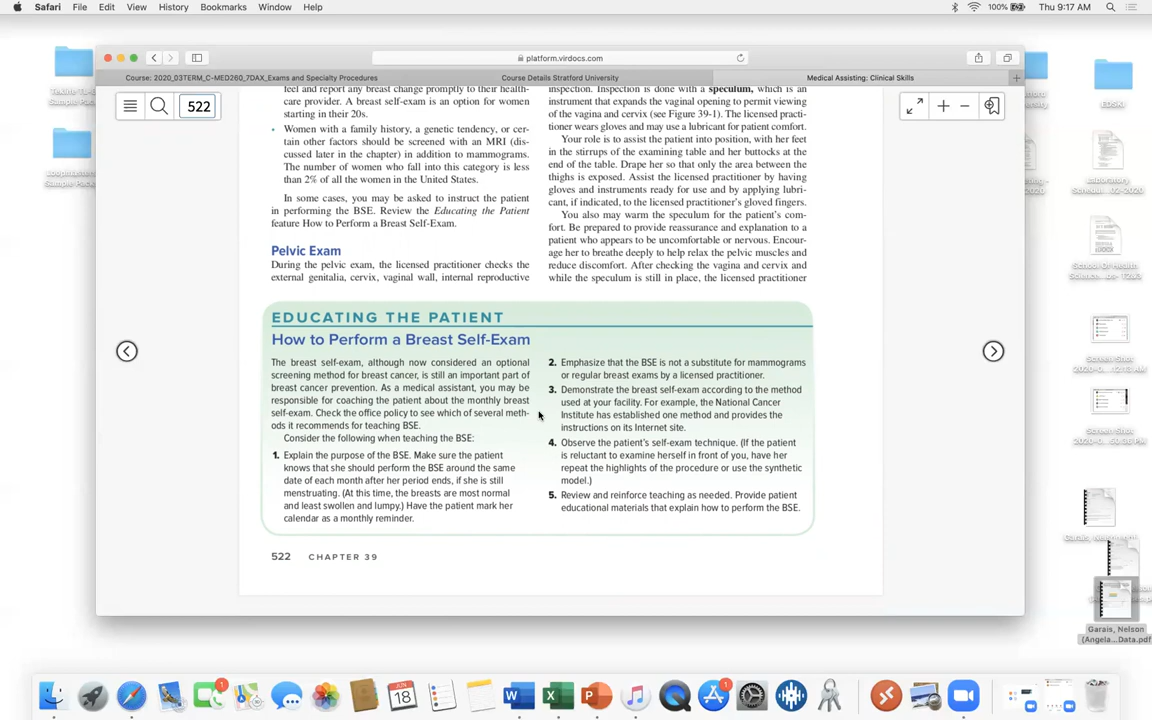 Safari File Edit View History Bookmarks Window Help
100% Thu 9:17 AM
platform.virdocs.com
Course: 2020_03TERM_C-MED260_7DAX_Exams and Specialty Procedures
Course Details Stratford University
Medical Assisting: Clinical Skills
522
feel and report any breast change promptly to their health-
care provider. A breast self-exam is an option for women
starting in their 20s.
• Women with a family history, a genetic tendency, or cer-
tain other factors should be screened with an MRI (dis-
cussed later in the chapter) in addition to mammograms.
The number of women who fall into this category is less
than 2% of all the women in the United States.
In some cases, you may be asked to instruct the patient
in performing the BSE. Review the Educating the Patient
feature How to Perform a Breast Self-Exam.
Pelvic Exam
During the pelvic exam, the licensed practitioner checks the
external genitalia, cervix, vaginal wall, internal reproductive
inspection. Inspection is done with a speculum, which is an
instrument that expands the vaginal opening to permit viewing
of the vagina and cervix (see Figure 39-1). The licensed practi-
tioner wears gloves and may use a lubricant for patient comfort.
Your role is to assist the patient into position, with her feet
in the stirrups of the examining table and her buttocks at the
end of the table. Drape her so that only the area between the
thighs is exposed. Assist the licensed practitioner by having
gloves and instruments ready for use and by applying lubri-
cant, if indicated, to the licensed practitioner's gloved fingers.
You also may warm the speculum for the patient's com-
fort. Be prepared to provide reassurance and explanation to a
patient who appears to be uncomfortable or nervous. Encour-
age her to breathe deeply to help relax the pelvic muscles and
reduce discomfort. After checking the vagina and cervix and
while the speculum is still in place, the licensed practitioner
EDUCATING THE PATIENT
How to Perform a Breast Self-Exam
The breast self-exam, although now considered an optional
screening method for breast cancer, is still an important part of
breast cancer prevention. As a medical assistant, you may be
responsible for coaching the patient about the monthly breast
self-exam. Check the office policy to see which of several meth-
ods it recommends for teaching BSE.
Consider the following when teaching the BSE:
1. Explain the purpose of the BSE. Make sure the patient
knows that she should perform the BSE around the same
date of each month after her period ends, if she is still
menstruating. (At this time, the breasts are most normal
and least swollen and lumpy.) Have the patient mark her
calendar as a monthly reminder.
2. Emphasize that the BSE is not a substitute for mammograms
or regular breast exams by a licensed practitioner.
3. Demonstrate the breast self-exam according to the method
used at your facility. For example, the National Cancer
Institute has established one method and provides the
instructions on its Internet site.
4. Observe the patient's self-exam technique. (If the patient
is reluctant to examine herself in front of you, have her
repeat the highlights of the procedure or use the synthetic
model.)
5. Review and reinforce teaching as needed. Provide patient
educational materials that explain how to perform the BSE.
522 CHAPTER 39
Sample Pac
Sample Pack
EDSKI
Laboratory
School Of Health
Screen Shot
Screen Shot
Garais, Nelson
(Angela...Data.pdf
JUN
18
1
1